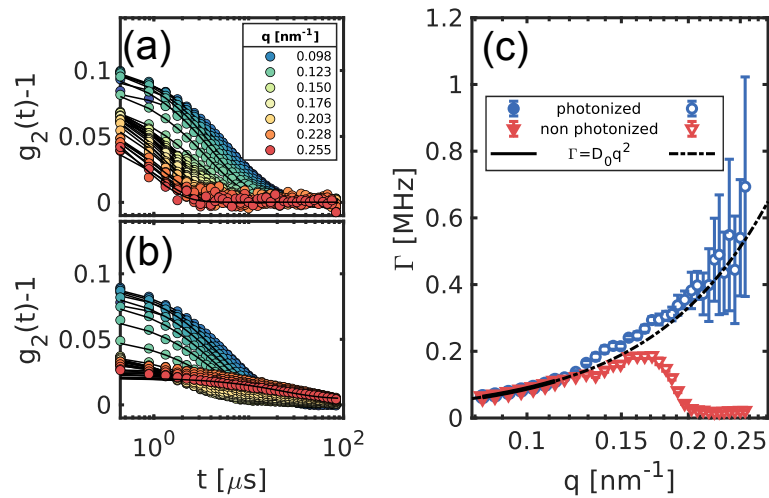 (a)
q [nm⁻¹]
0.098
0.123
0.150
0.176
0.203
0.228
0.255
g₂(t)-1
0.1
0.05
0
(b)
g₂(t)-1
0.1
0.05
0
10⁰
10²
t [μs]
(c)
photonized
non photonized
Γ=D₀q²
Γ [MHz]
1.2
1
0.8
0.6
0.4
0.2
0
0.1
0.15
0.2
0.25
q [nm⁻¹]